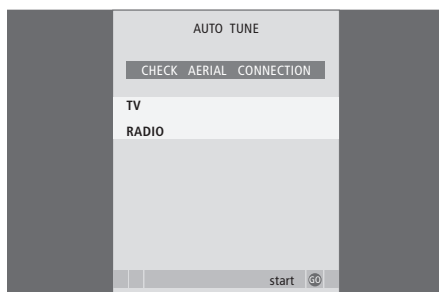 AUTO TUNE
CHECK AERIAL CONNECTION
TV
RADIO
start GO